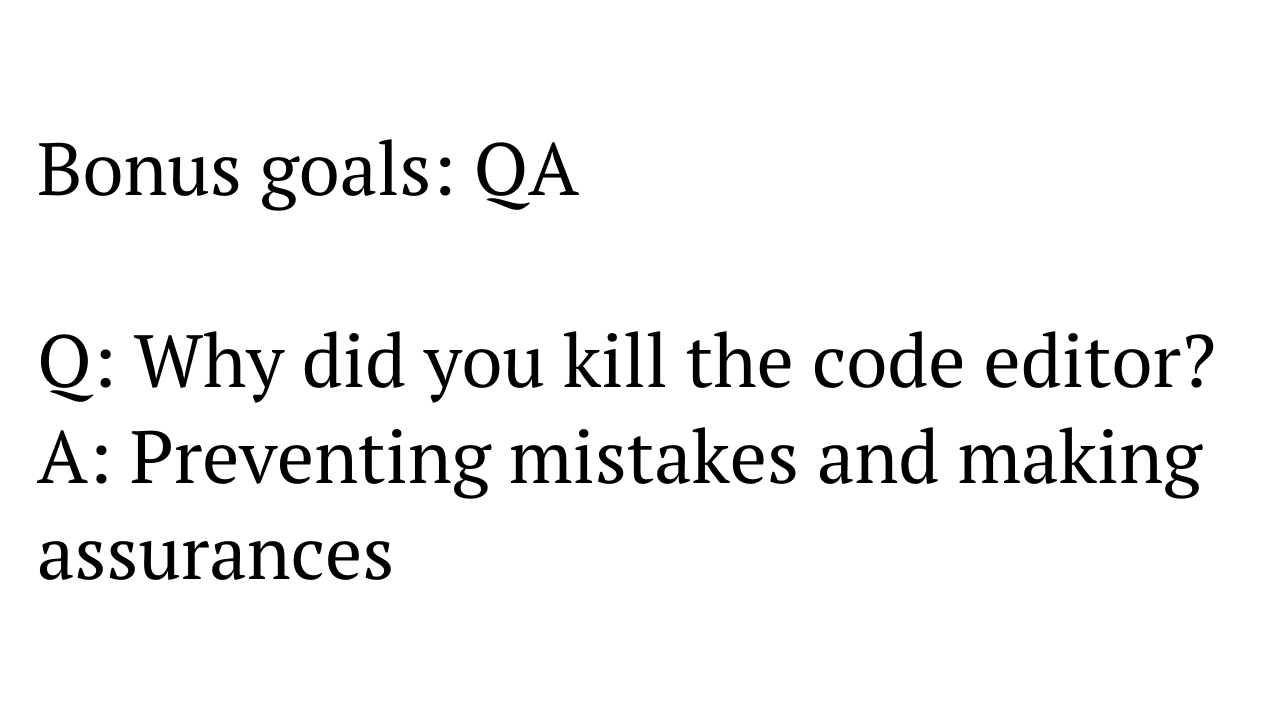 Bonus goals: QA
Q: Why did you kill the code editor?
A: Preventing mistakes and making
assurances